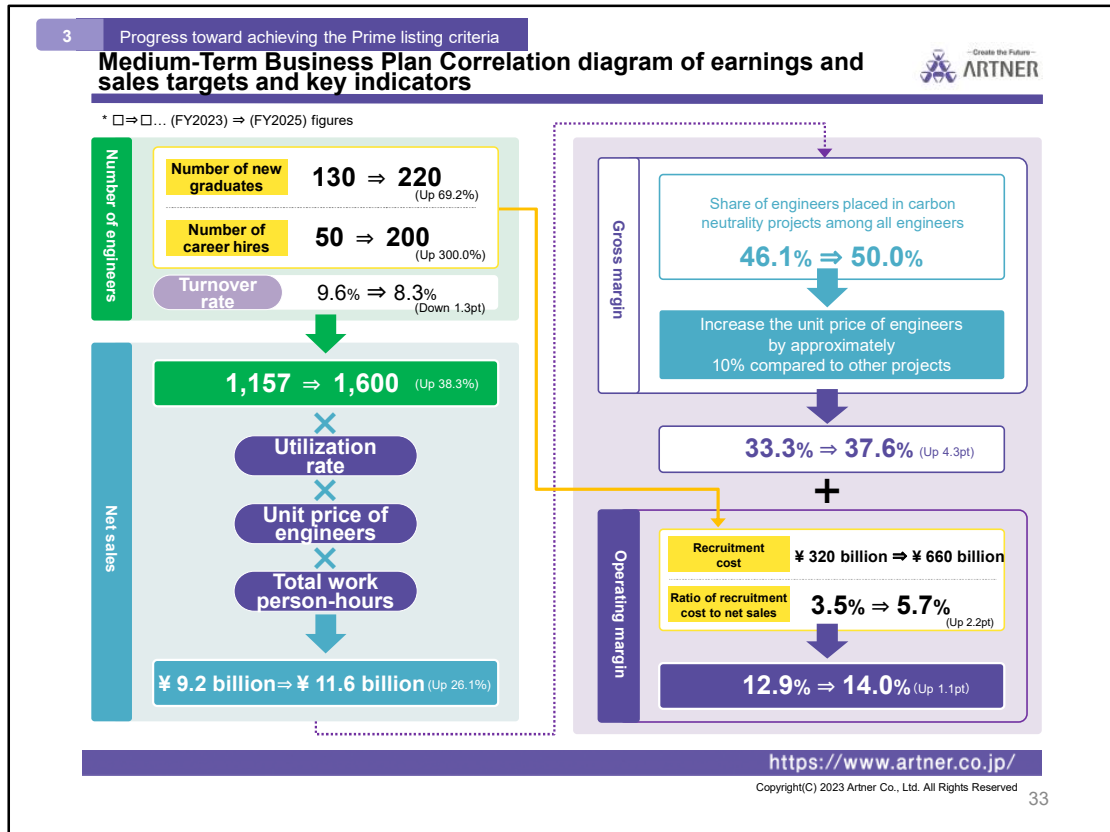 3
Progress toward achieving the Prime listing criteria
Medium-Term Business Plan Correlation diagram of earnings and
sales targets and key indicators
—Create the Future—
ARTNER
* □⇒□… (FY2023) ⇒ (FY2025) figures
Number of engineers
Number of new
graduates
130 ⇒ 220
(Up 69.2%)
Number of
career hires
50 ⇒ 200
(Up 300.0%)
Turnover
rate
9.6% ⇒ 8.3%
(Down 1.3pt)
Net sales
1,157 ⇒ 1,600 (Up 38.3%)
×
Utilization
rate
×
Unit price of
engineers
×
Total work
person-hours
¥ 9.2 billion⇒ ¥ 11.6 billion (Up 26.1%)
Gross margin
Share of engineers placed in carbon
neutrality projects among all engineers
46.1% ⇒ 50.0%
Increase the unit price of engineers
by approximately
10% compared to other projects
33.3% ⇒ 37.6% (Up 4.3pt)
+
Operating margin
Recruitment
cost
¥ 320 billion ⇒ ¥ 660 billion
Ratio of recruitment
cost to net sales
3.5% ⇒ 5.7%
(Up 2.2pt)
12.9% ⇒ 14.0% (Up 1.1pt)
https://www.artner.co.jp/
Copyright(C) 2023 Artner Co., Ltd. All Rights Reserved
33